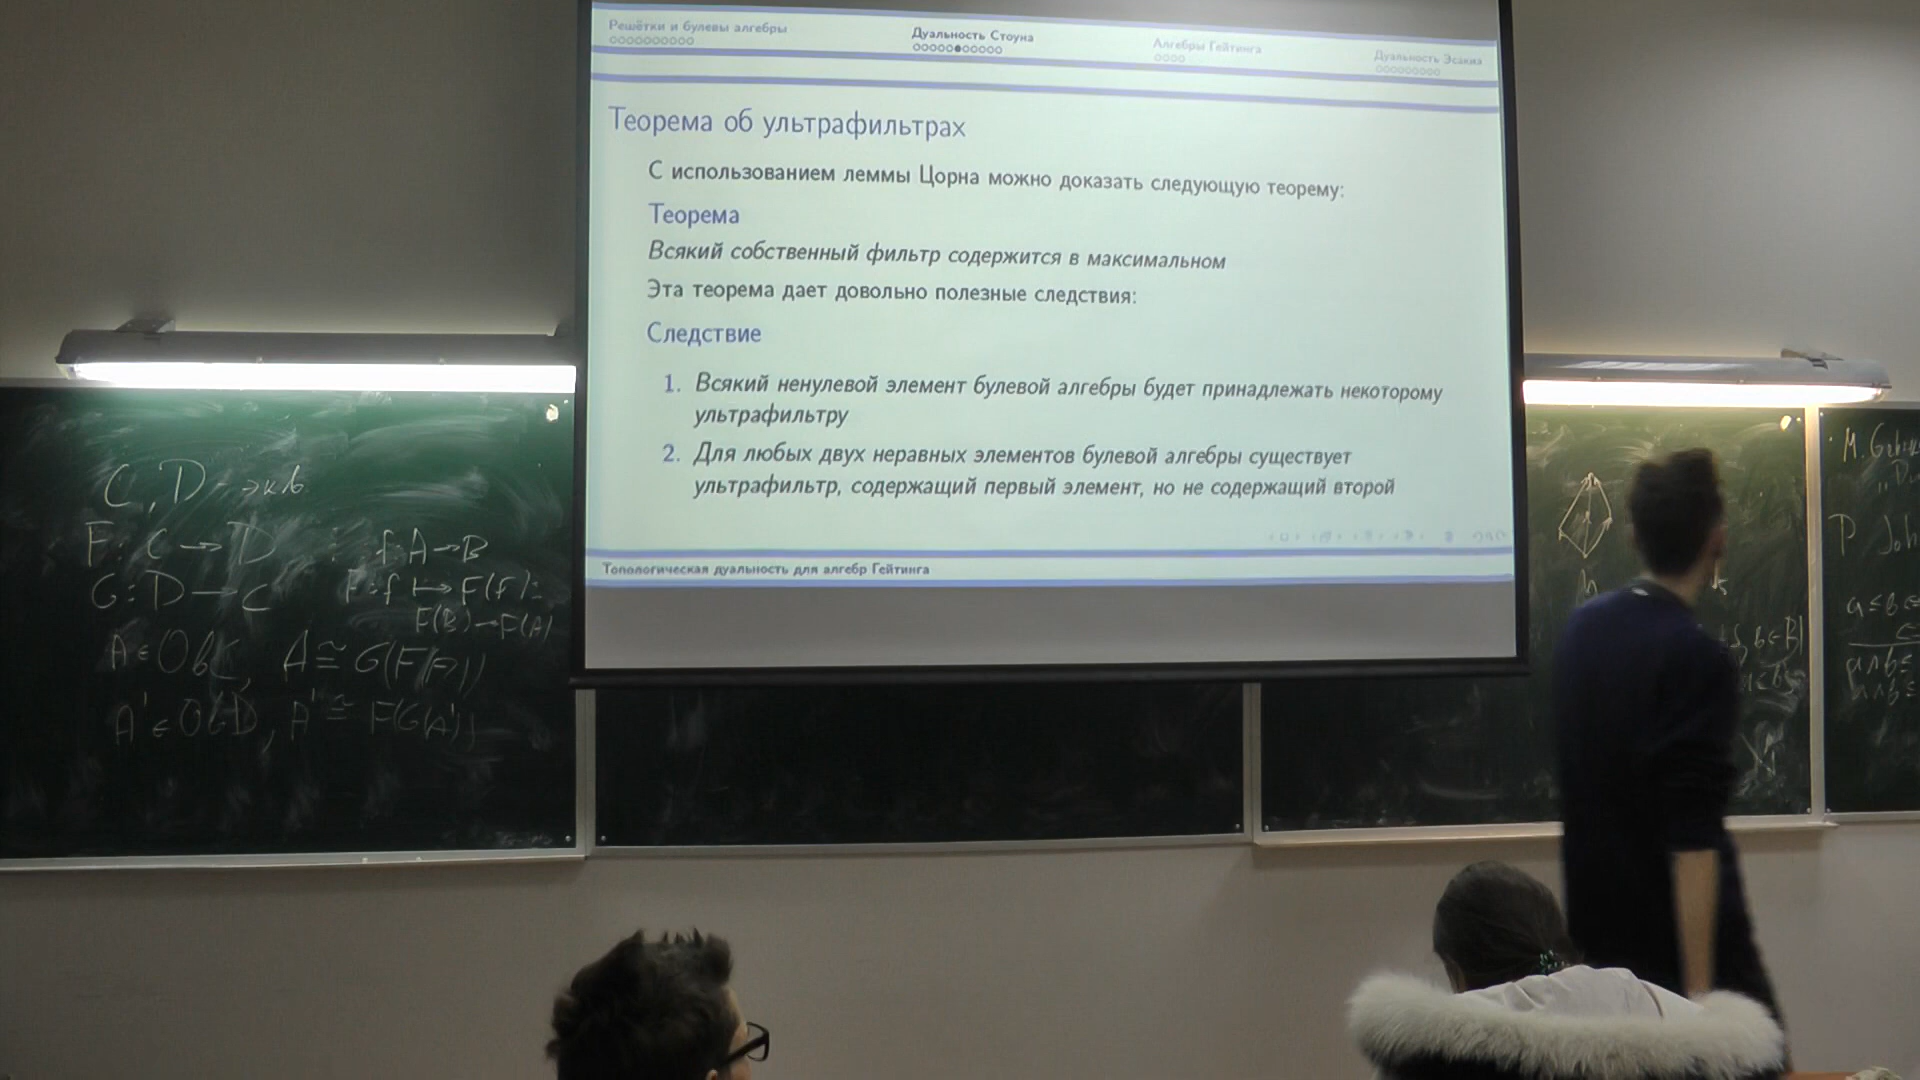 Решётки и булевы алгебры
Дуальность Стоуна
Алгебры Гейтинга
Дуальность Эсакиа
Теорема об ультрафильтрах
С использованием леммы Цорна можно доказать следующую теорему:
Теорема
Всякий собственный фильтр содержится в максимальном
Эта теорема дает довольно полезные следствия:
Следствие
1. Всякий ненулевой элемент булевой алгебры будет принадлежать некоторому
ультрафильтру
2. Для любых двух неравных элементов булевой алгебры существует
ультрафильтр, содержащий первый элемент, но не содержащий второй
Топологическая дуальность для алгебр Гейтинга
C, D - экв.
F: C → D
f: A → B
G: D → C
F: f ↦ F(f):
F(B) → F(A)
A ∈ Ob C, A ≅ G(F(A))
A' ∈ Ob D, A' ≅ F(G(A'))
M.
P.
a ≤ b